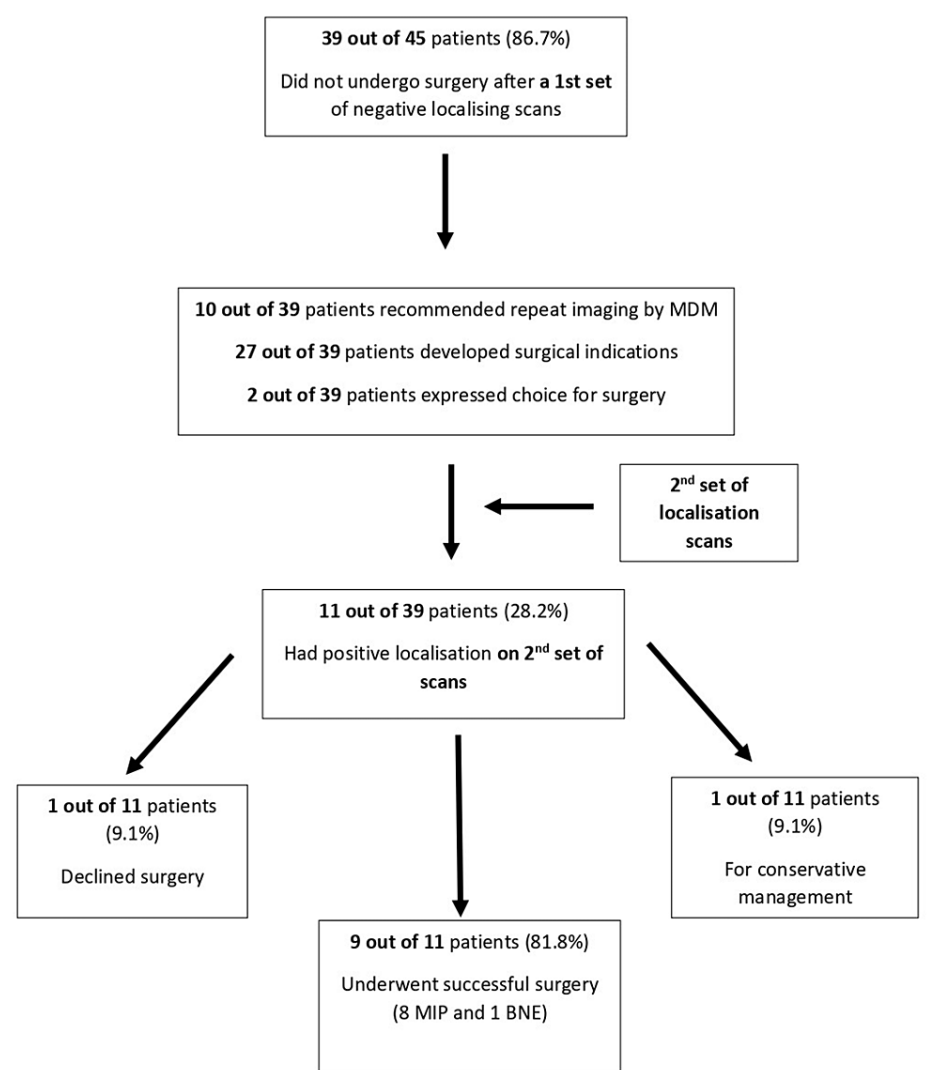 39 out of 45 patients (86.7%)
Did not undergo surgery after a 1st set
of negative localising scans
10 out of 39 patients recommended repeat imaging by MDM
27 out of 39 patients developed surgical indications
2 out of 39 patients expressed choice for surgery
2nd set of
localisation
scans
11 out of 39 patients (28.2%)
Had positive localisation on 2nd set of
scans
1 out of 11 patients
(9.1%)
Declined surgery
1 out of 11 patients
(9.1%)
For conservative
management
9 out of 11 patients (81.8%)
Underwent successful surgery
(8 MIP and 1 BNE)